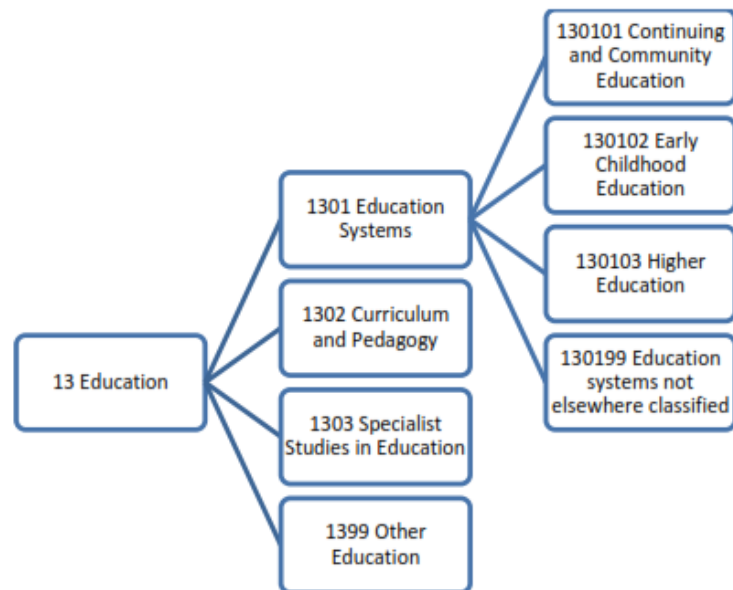 130101 Continuing
and Community
Education
130102 Early
Childhood
Education
1301 Education
Systems
130103 Higher
Education
1302 Curriculum
and Pedagogy
13 Education
130199 Education
systems not
elsewhere classified
1303 Specialist
Studies in Education
1399 Other
Education